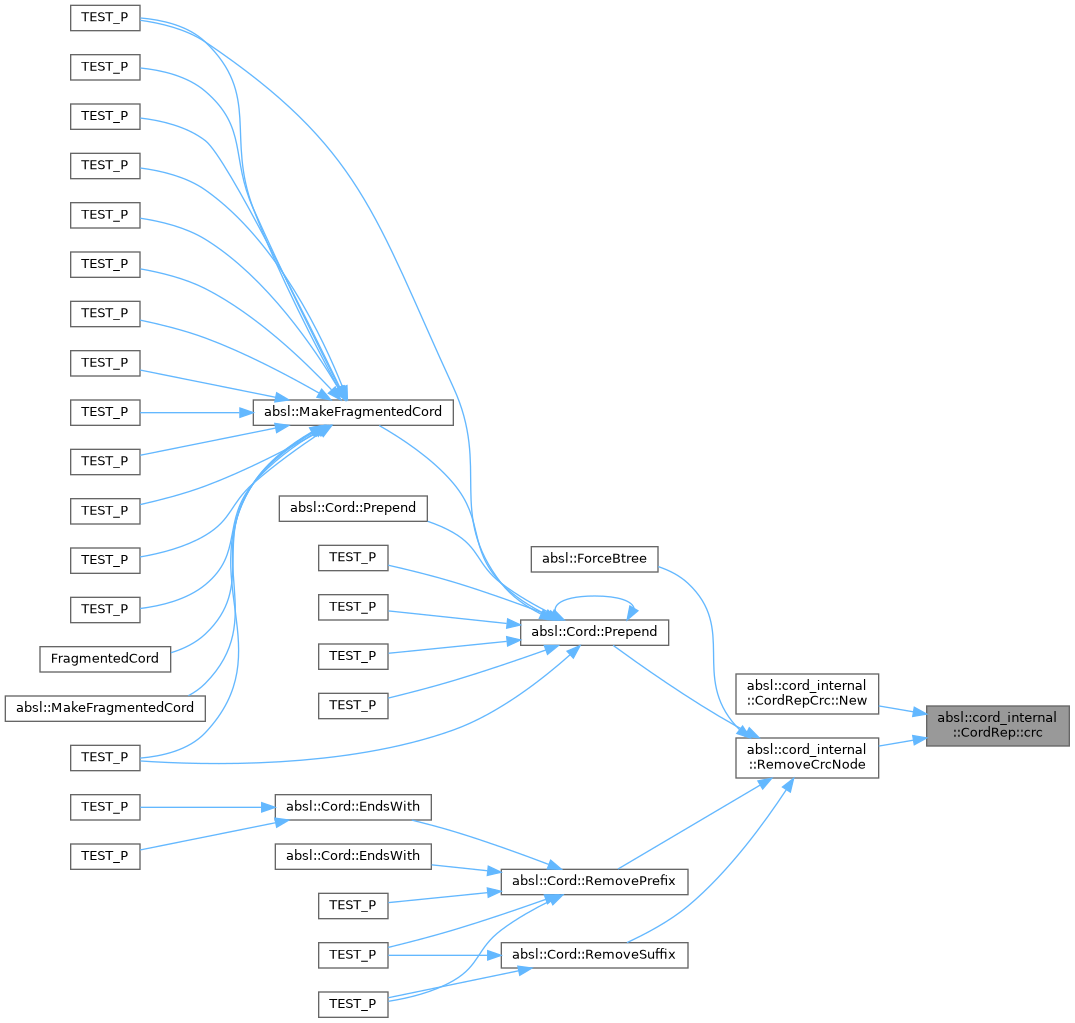 TEST_P
TEST_P
TEST_P
TEST_P
TEST_P
TEST_P
TEST_P
TEST_P
TEST_P
absl::MakeFragmentedCord
TEST_P
TEST_P
absl::Cord::Prepend
TEST_P
TEST_P
absl::ForceBtree
TEST_P
TEST_P
absl::Cord::Prepend
FragmentedCord
TEST_P
absl::cord_internal
::CordRepCrc::New
absl::MakeFragmentedCord
TEST_P
absl::cord_internal
::CordRep::crc
TEST_P
absl::cord_internal
::RemoveCrcNode
TEST_P
absl::Cord::EndsWith
TEST_P
absl::Cord::EndsWith
absl::Cord::RemovePrefix
TEST_P
TEST_P
absl::Cord::RemoveSuffix
TEST_P